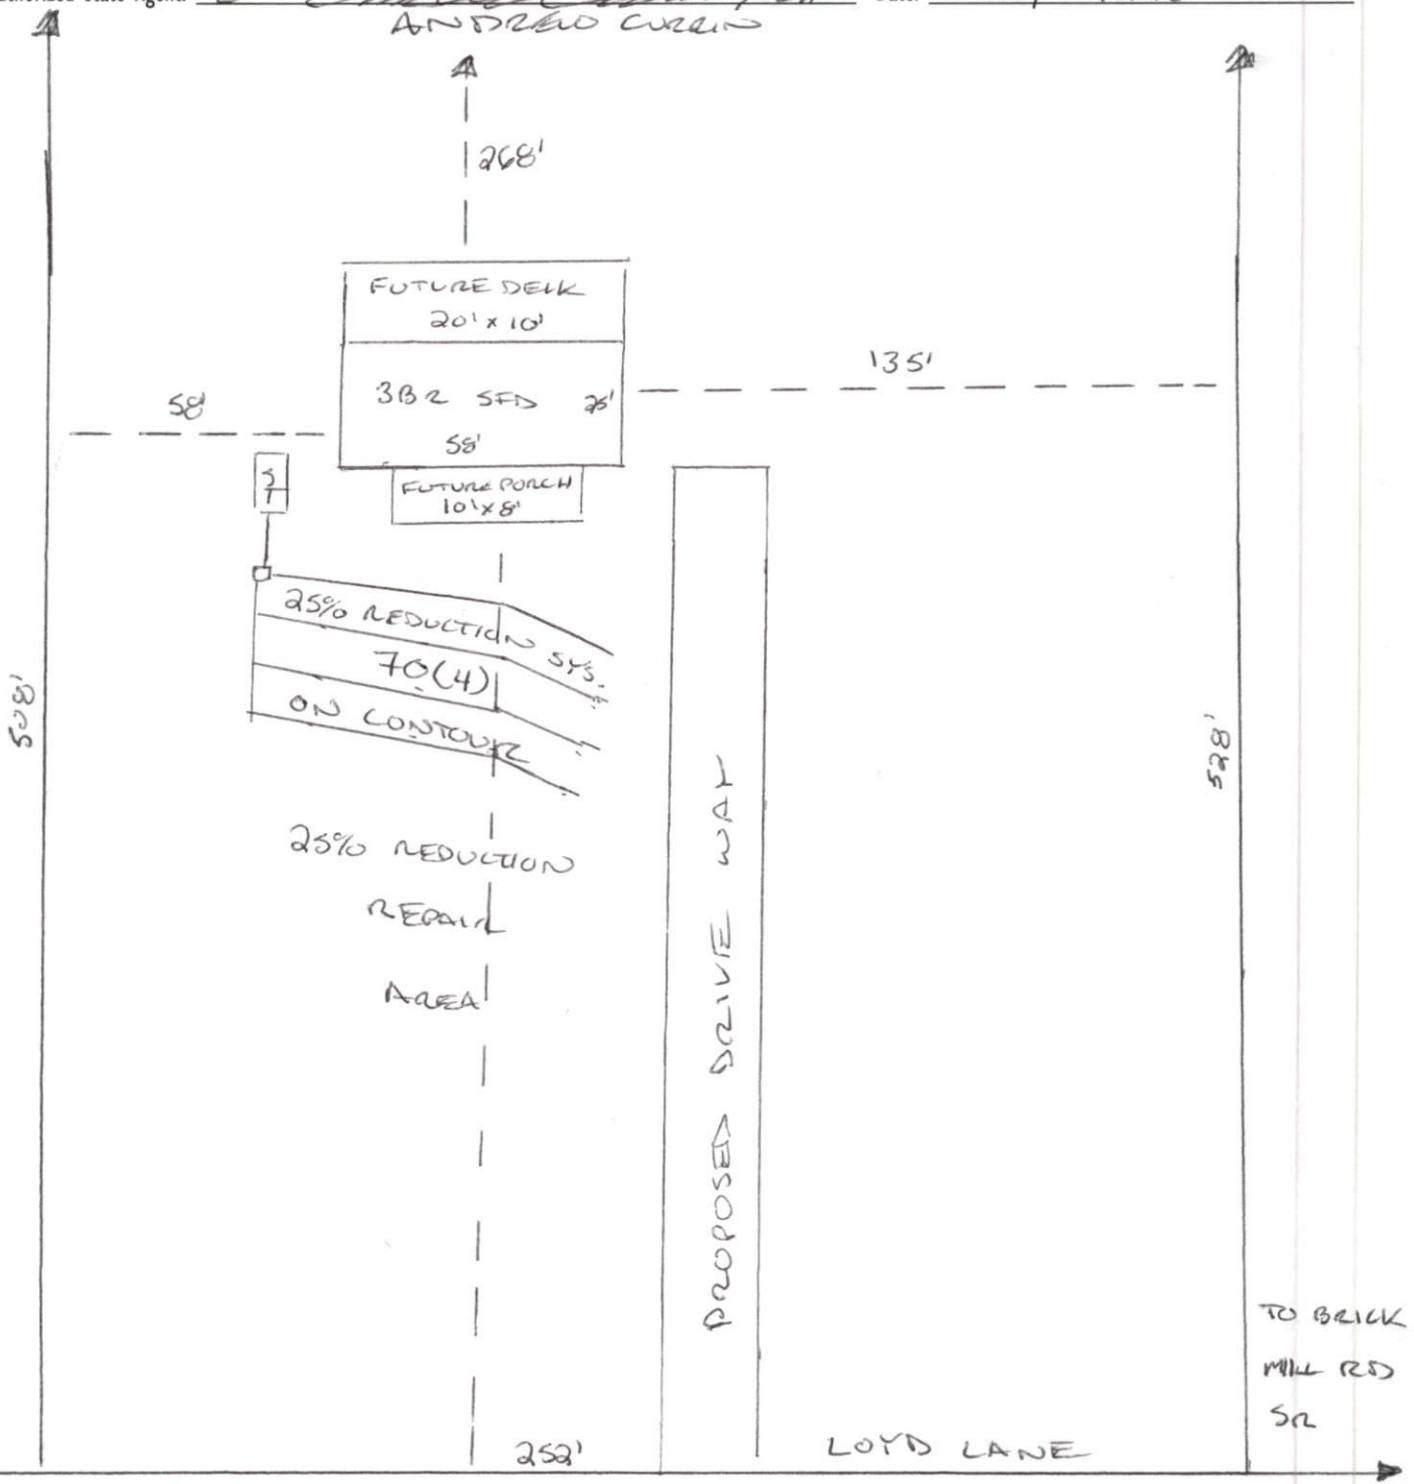 ANDREW CURRIN
268'
FUTURE DECK
20' x 10'
135'
3BR SFD
58'
58'
ST
FUTURE PORCH
10' x 8'
25% REDUCTION SYS.
70(4)
ON CONTOUR
508'
528'
25% REDUCTION
REPAIR
AREA
PROPOSED DRIVE WAY
TO BRICK
MILL RD
SR
252'
LOYD LANE